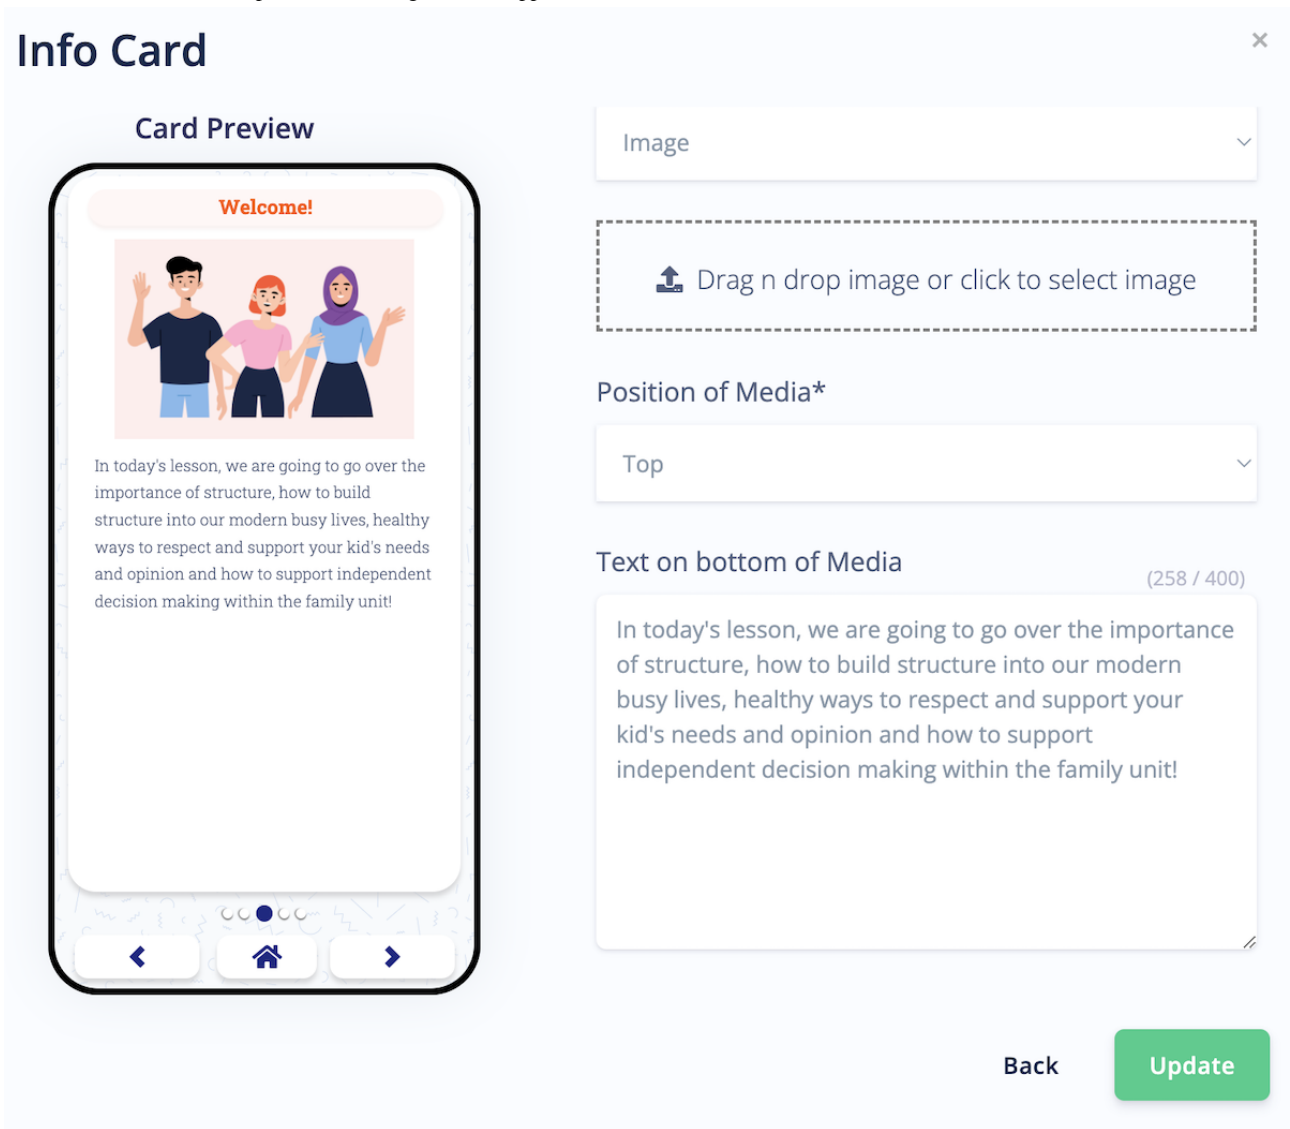 Info Card
×
Card Preview
Welcome!
In today's lesson, we are going to go over the
importance of structure, how to build
structure into our modern busy lives, healthy
ways to respect and support your kid's needs
and opinion and how to support independent
decision making within the family unit!
Image
Drag n drop image or click to select image
Position of Media*
Top
Text on bottom of Media
(258 / 400)
In today's lesson, we are going to go over the importance
of structure, how to build structure into our modern
busy lives, healthy ways to respect and support your
kid's needs and opinion and how to support
independent decision making within the family unit!
Back
Update